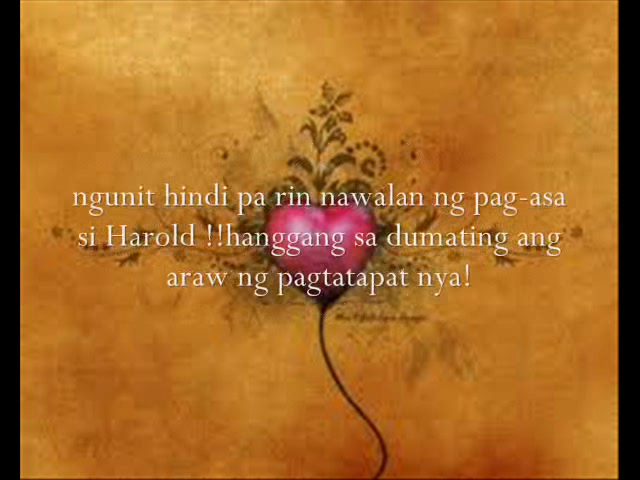 ngunit hindi pa rin nawalan ng pag-asa
si Harold !!hanggang sa dumating ang
araw ng pagtatapat nya!